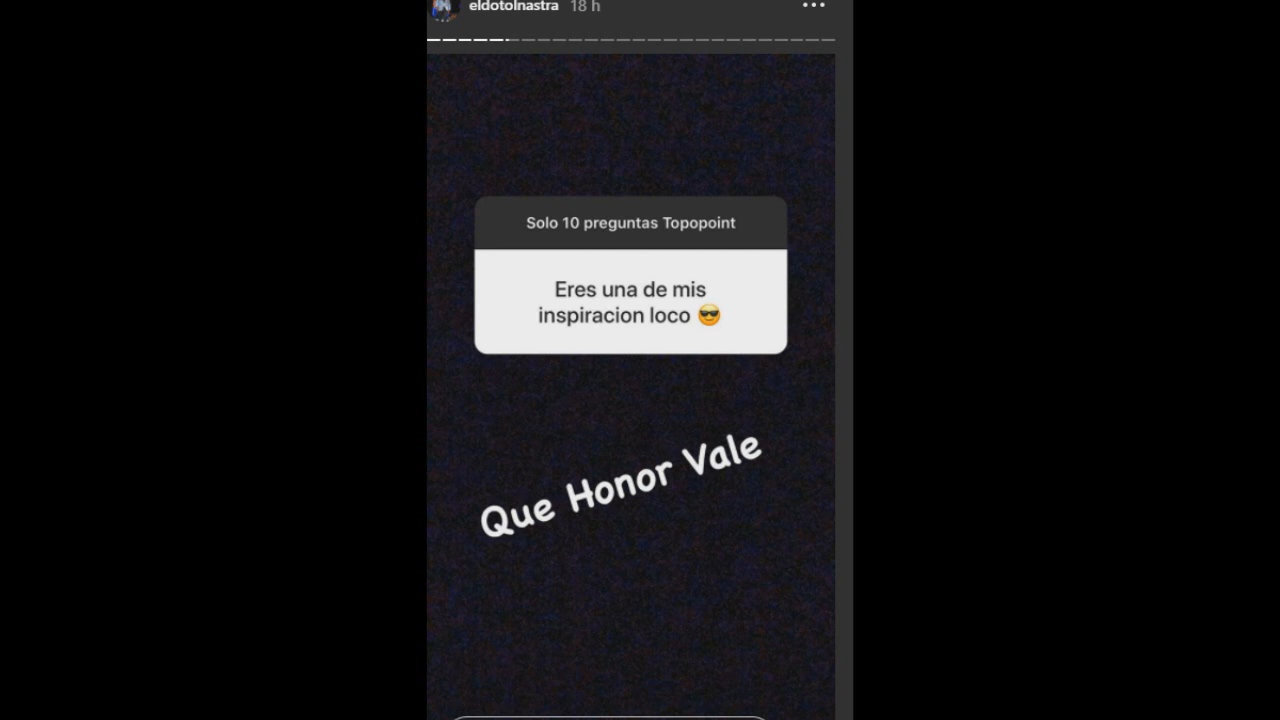 eldotolnastra 18 h
Solo 10 preguntas Topopoint
Eres una de mis
inspiracion loco 😎
Que Honor Vale